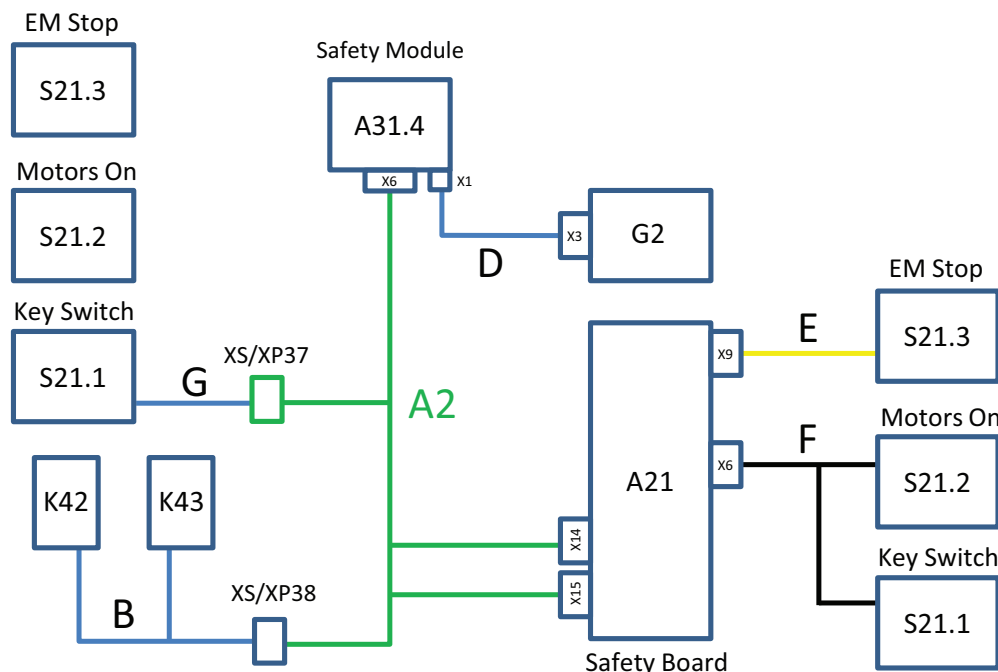 EM Stop
S21.3
Motors On
S21.2
Key Switch
S21.1
G
XS/XP37
K42
K43
B
XS/XP38
Safety Module
A31.4
X6
X1
D
X3
G2
A2
A21
X9
X6
X14
X15
Safety Board
E
EM Stop
S21.3
F
Motors On
S21.2
Key Switch
S21.1